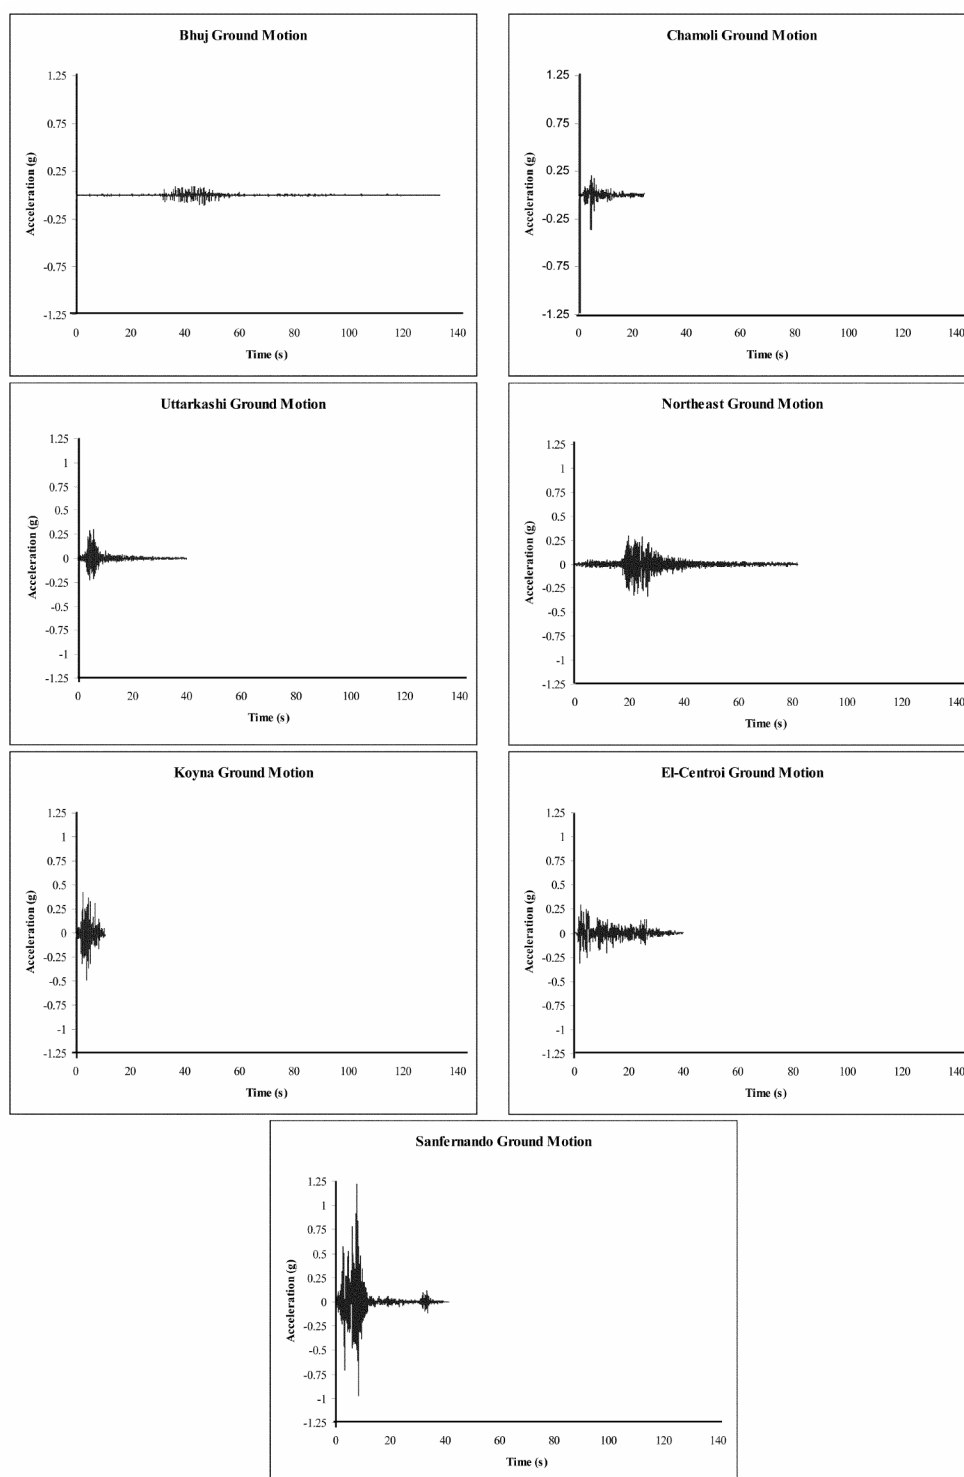 Bhuj Ground Motion
Acceleration (g)
1.25
0.75
0.25
-0.25
-0.75
-1.25
0 20 40 60 80 100 120 140
Time (s)
Chamoli Ground Motion
Acceleration (g)
1.25
0.75
0.25
-0.25
-0.75
-1.25
0 20 40 60 80 100 120 140
Time (s)
Uttarkashi Ground Motion
Acceleration (g)
1.25
1
0.75
0.5
0.25
0
-0.25
-0.5
-0.75
-1
-1.25
0 20 40 60 80 100 120 140
Time (s)
Northeast Ground Motion
Acceleration (g)
1.25
1
0.75
0.5
0.25
0
-0.25
-0.5
-0.75
-1
-1.25
0 20 40 60 80 100 120 140
Time (s)
Koyna Ground Motion
Acceleration (g)
1.25
1
0.75
0.5
0.25
0
-0.25
-0.5
-0.75
-1
-1.25
0 20 40 60 80 100 120 140
Time (s)
El-Centroi Ground Motion
Acceleration (g)
1.25
1
0.75
0.5
0.25
0
-0.25
-0.5
-0.75
-1
-1.25
0 20 40 60 80 100 120 140
Time (s)
Sanfernando Ground Motion
Acceleration (g)
1.25
1
0.75
0.5
0.25
0
-0.25
-0.5
-0.75
-1
-1.25
0 20 40 60 80 100 120 140
Time (s)